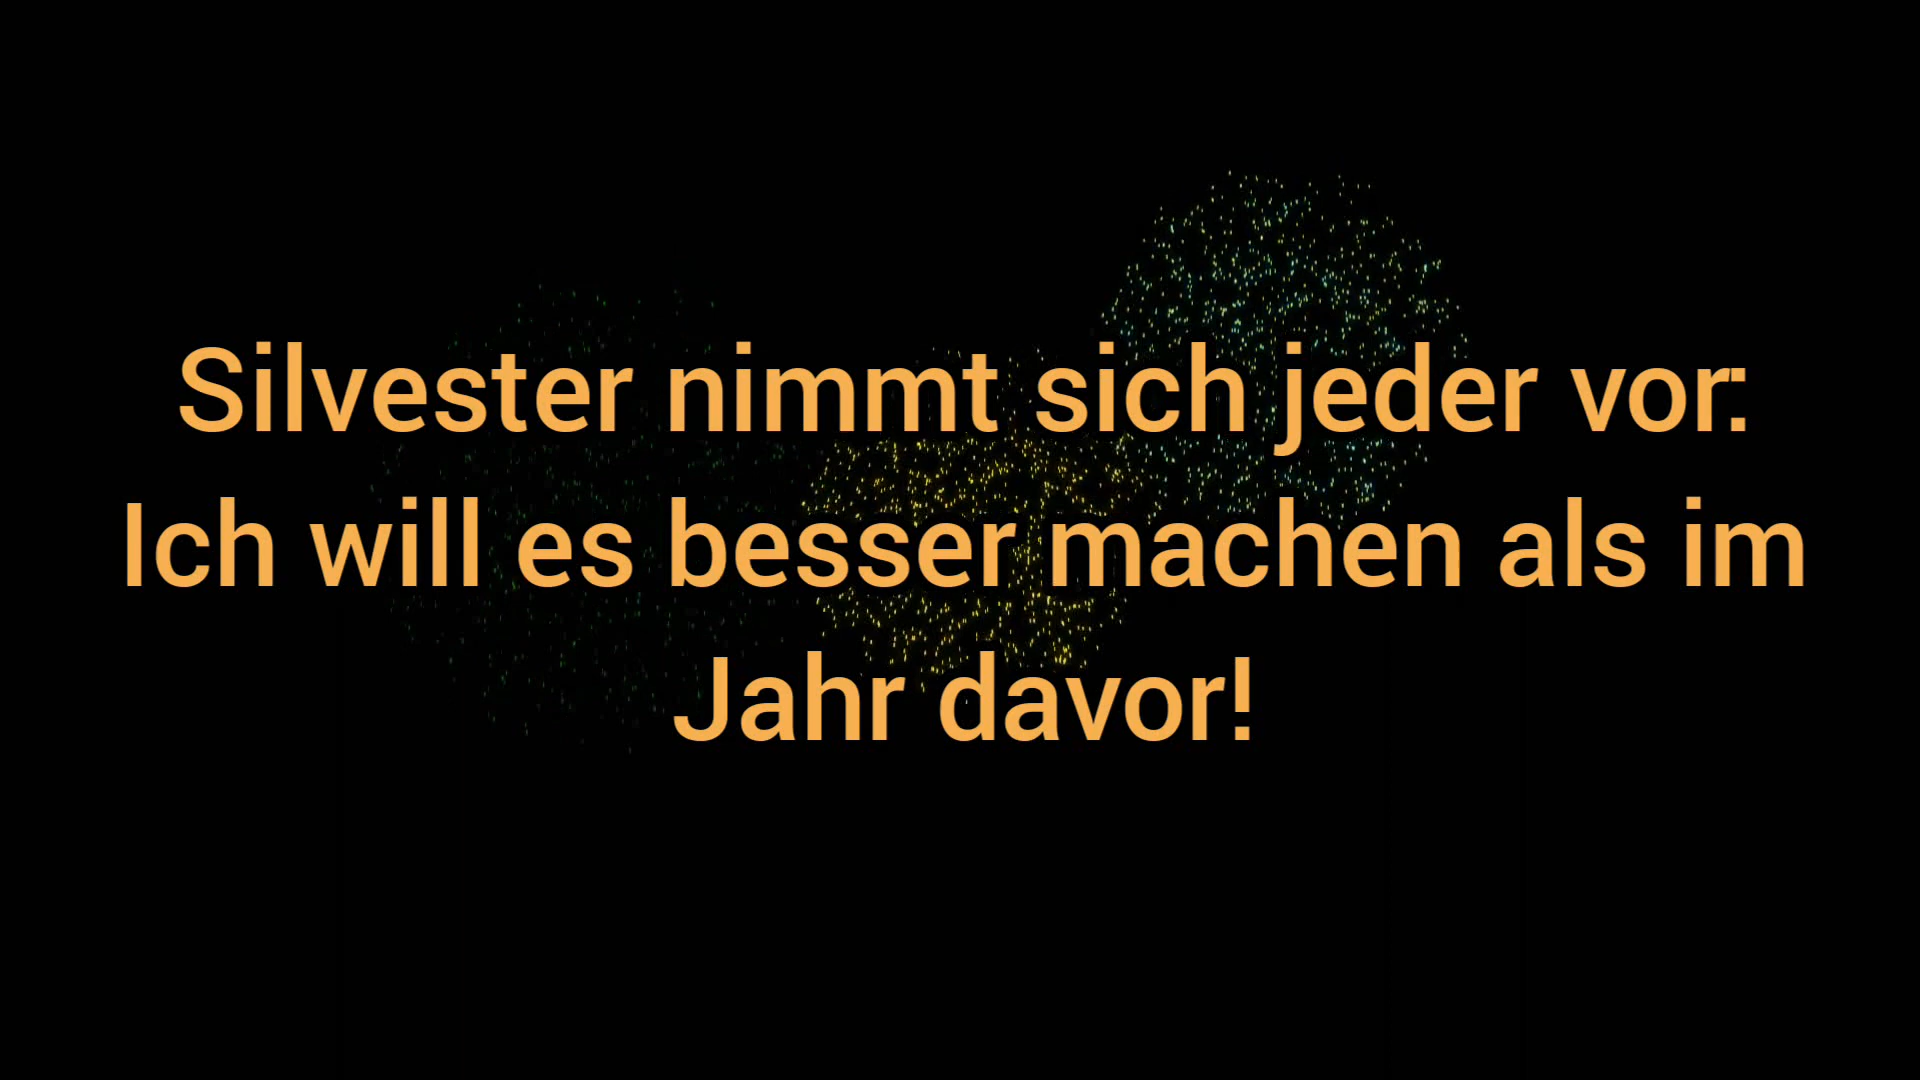 Silvester nimmt sich jeder vor:
Ich will es besser machen als im
Jahr davor!